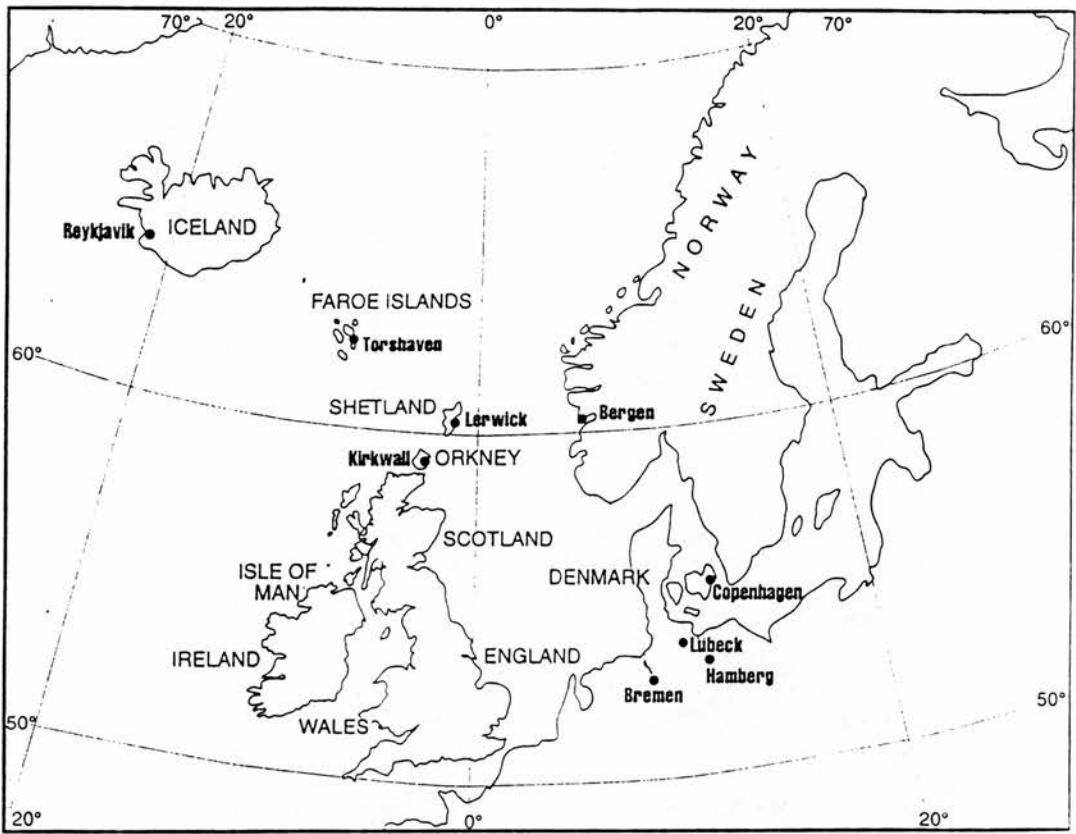 70° 20° 0° 20° 70°
NORWAY
Reykjavik ICELAND
SWEDEN
FAROE ISLANDS
60°
Torshaven
60°
SHETLAND Lerwick Bergen
Kirkwall ORKNEY
SCOTLAND
ISLE OF
MAN
DENMARK
Copenhagen
IRELAND
ENGLAND
Lübeck
Hamberg
Bremen
50°
50°
WALES
20° 0° 20°